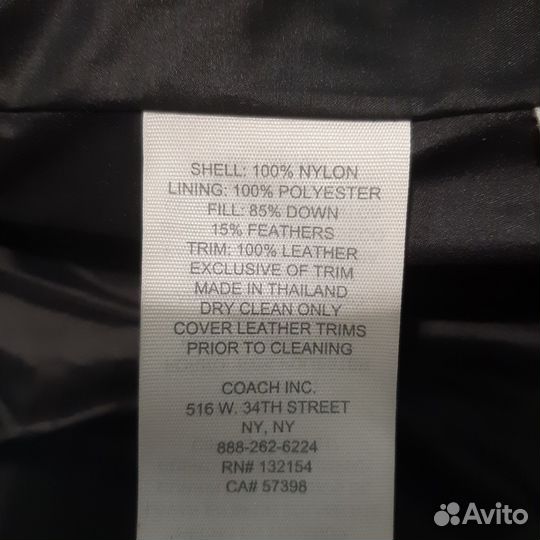 SHELL: 100% NYLON
LINING: 100% POLYESTER
FILL: 85% DOWN
15% FEATHERS
TRIM: 100% LEATHER
EXCLUSIVE OF TRIM
MADE IN THAILAND
DRY CLEAN ONLY
COVER LEATHER TRIMS
PRIOR TO CLEANING
COACH INC.
516 W. 34TH STREET
NY, NY
888-262-6224
RN# 132154
CA# 57398
Avito